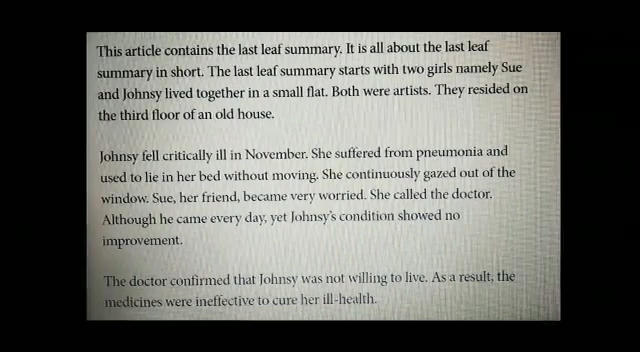 This article contains the last leaf summary. It is all about the last leaf
summary in short. The last leaf summary starts with two girls namely Sue
and Johnsy lived together in a small flat. Both were artists. They resided on
the third floor of an old house.
Johnsy fell critically ill in November. She suffered from pneumonia and
used to lie in her bed without moving. She continuously gazed out of the
window. Sue, her friend, became very worried. She called the doctor.
Although he came every day, yet Johnsy's condition showed no
improvement.
The doctor confirmed that Johnsy was not willing to live. As a result, the
medicines were ineffective to cure her ill-health.